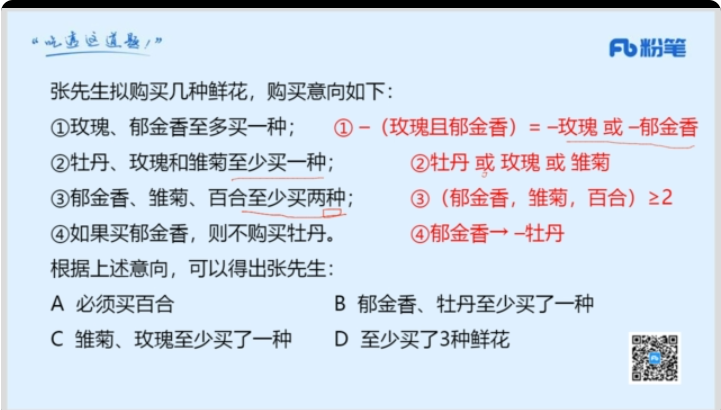 “吃透这道题！”
粉笔
张先生拟购买几种鲜花，购买意向如下：
①玫瑰、郁金香至多买一种； ①－（玫瑰且郁金香）= –玫瑰 或 –郁金香
②牡丹、玫瑰和雏菊至少买一种； ②牡丹 或 玫瑰 或 雏菊
③郁金香、雏菊、百合至少买两种； ③（郁金香，雏菊，百合）≥2
④如果买郁金香，则不购买牡丹。 ④郁金香→ –牡丹
根据上述意向，可以得出张先生：
A 必须买百合 B 郁金香、牡丹至少买了一种
C 雏菊、玫瑰至少买了一种 D 至少买了3种鲜花